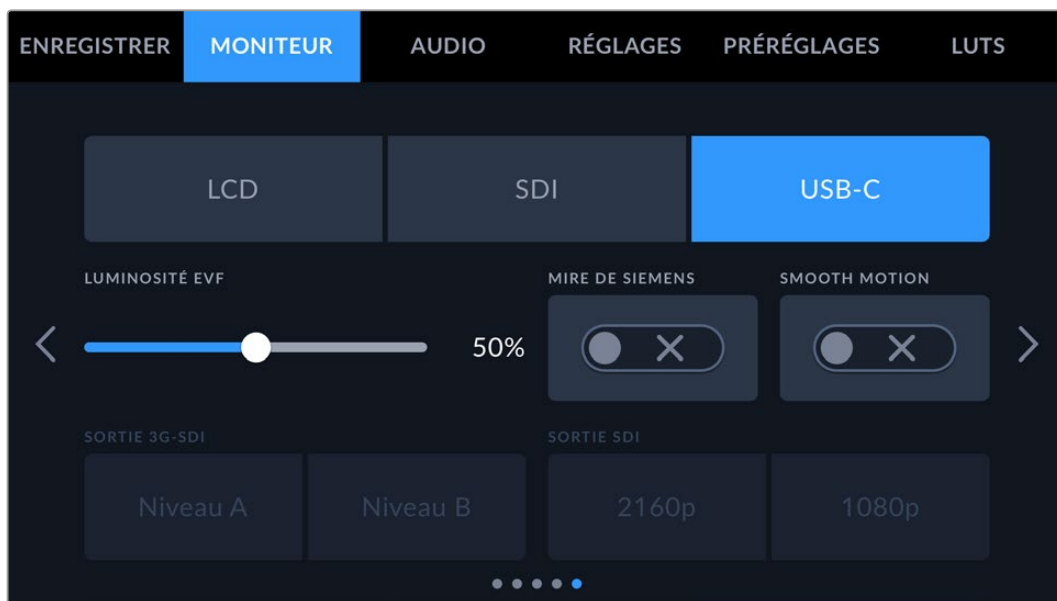 ENREGISTRER MONITEUR AUDIO RÉGLAGES PRÉRÉGLAGES LUTS
LCD SDI USB-C
LUMINOSITÉ EVF MIRE DE SIEMENS SMOOTH MOTION
50%
SORTIE 3G-SDI SORTIE SDI
Niveau A Niveau B 2160p 1080p